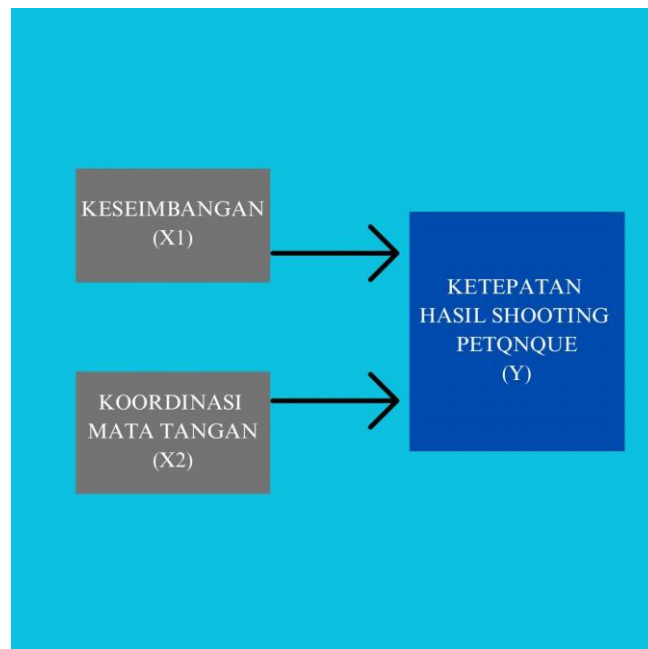 KESEIMBANGAN
(X1)
KOORDINASI
MATA TANGAN
(X2)
KETEPATAN
HASIL SHOOTING
PETQNQUE
(Y)